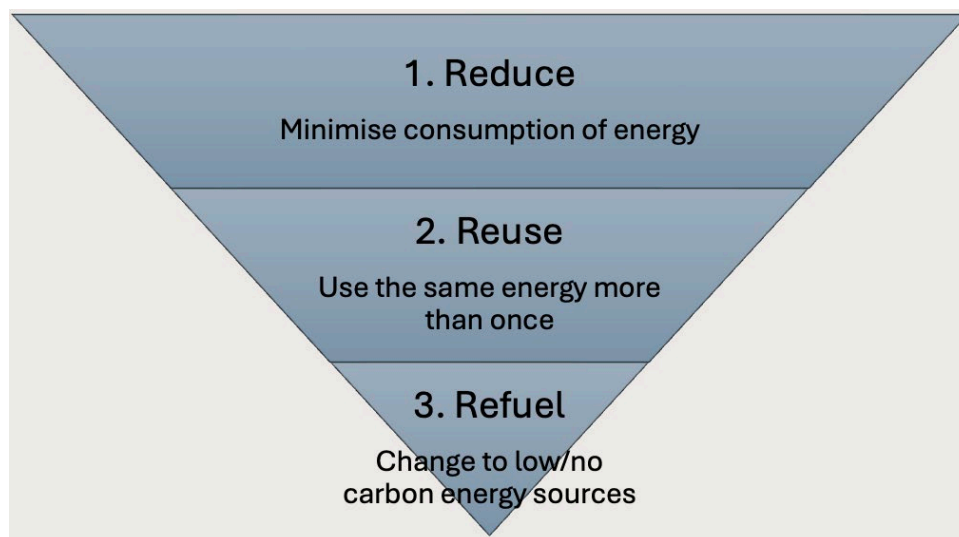 1. Reduce
Minimise consumption of energy
2. Reuse
Use the same energy more
than once
3. Refuel
Change to low/no
carbon energy sources